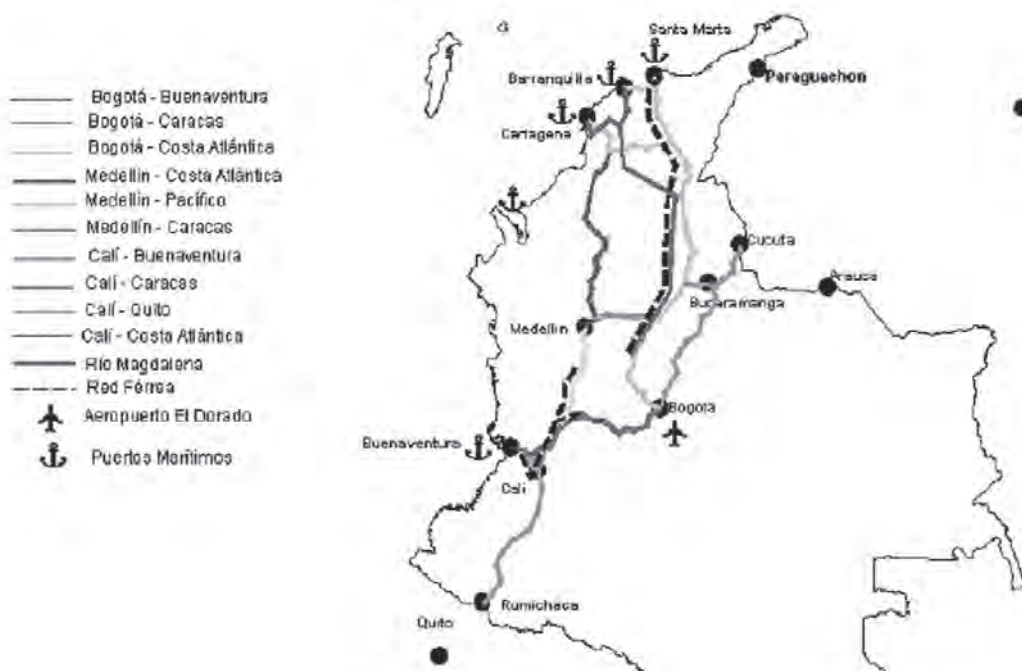 Bogotá - Buenaventura
Bogotá - Caracas
Bogotá - Costa Atlántica
Medellín - Costa Atlántica
Medellín - Pacífico
Medellín - Caracas
Calí - Buenaventura
Calí - Caracas
Calí - Quito
Calí - Costa Atlántica
Río Magdalena
Red Férrea
Aeropuerto El Dorado
Puertos Marítimos
Santa Marta
Barranquilla
Paraguachon
Cartagena
Cucuta
Arauca
Bucaramanga
Medellin
Bogotá
Buenaventura
Cali
Rumichaca
Quito